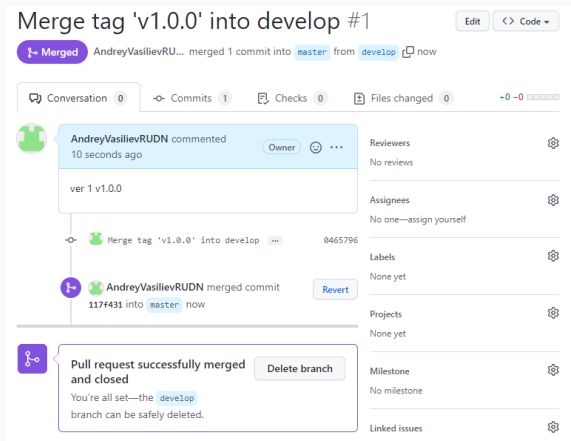 Merge tag 'v1.0.0' into develop #1
Edit
<> Code
Merged
AndreyVasilievRU... merged 1 commit into master from develop now
Conversation 0
Commits 1
Checks 0
Files changed 0
+0 −0
AndreyVasilievRUDN commented
10 seconds ago
Owner
ver 1 v1.0.0
Merge tag 'v1.0.0' into develop ... 0465796
AndreyVasilievRUDN merged commit
117f431 into master now
Revert
Pull request successfully merged
and closed
You're all set—the develop
branch can be safely deleted.
Delete branch
Reviewers
No reviews
Assignees
No one—assign yourself
Labels
None yet
Projects
None yet
Milestone
No milestone
Linked issues